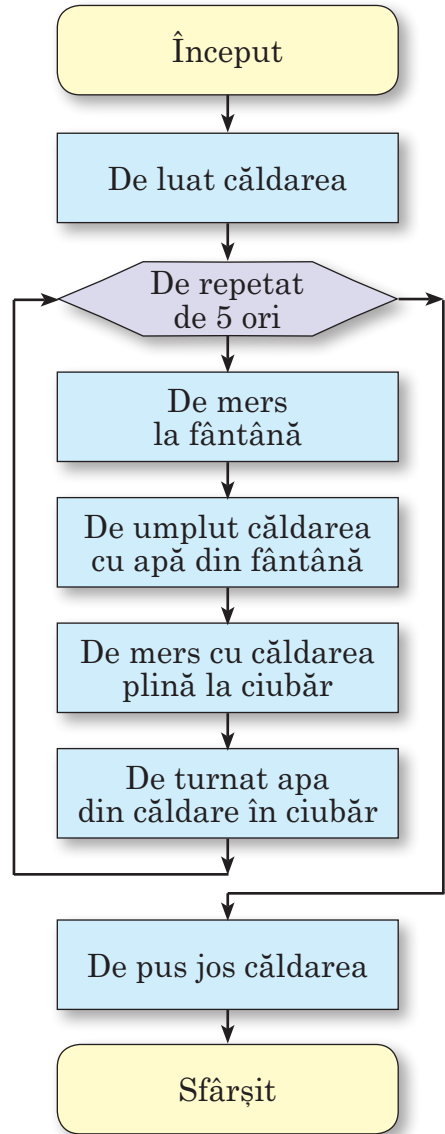 Început
De luat căldarea
De repetat
de 5 ori
De mers
la fântână
De umplut căldarea
cu apă din fântână
De mers cu căldarea
plină la ciubăr
De turnat apa
din căldare în ciubăr
De pus jos căldarea
Sfârșit